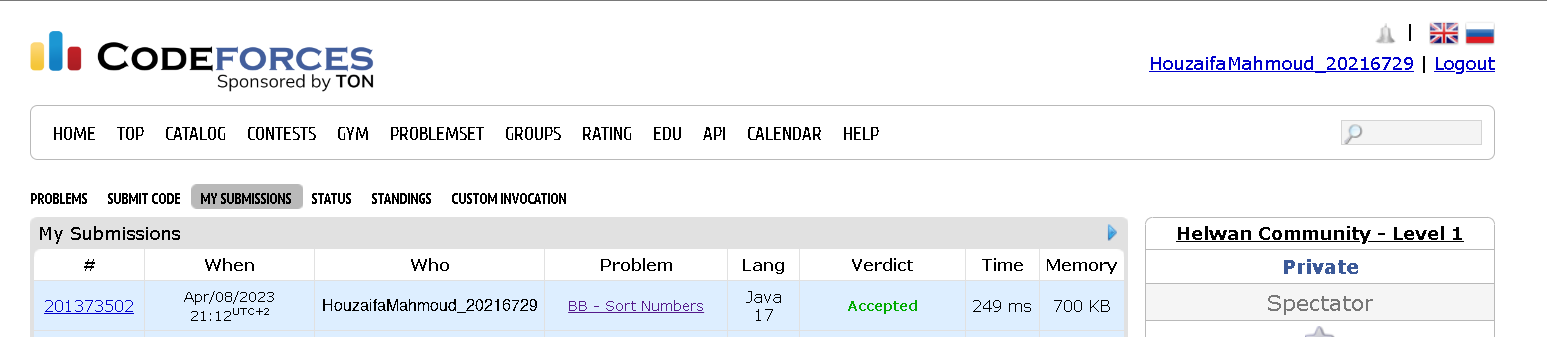 CODEFORCES
Sponsored by TON
|
HouzaifaMahmoud_20216729 | Logout
HOME TOP CATALOG CONTESTS GYM PROBLEMSET GROUPS RATING EDU API CALENDAR HELP
PROBLEMS SUBMIT CODE MY SUBMISSIONS STATUS STANDINGS CUSTOM INVOCATION
My Submissions
# When Who Problem Lang Verdict Time Memory
201373502 Apr/08/2023 21:12UTC+2 HouzaifaMahmoud_20216729 BB - Sort Numbers Java 17 Accepted 249 ms 700 KB
Helwan Community - Level 1
Private
Spectator